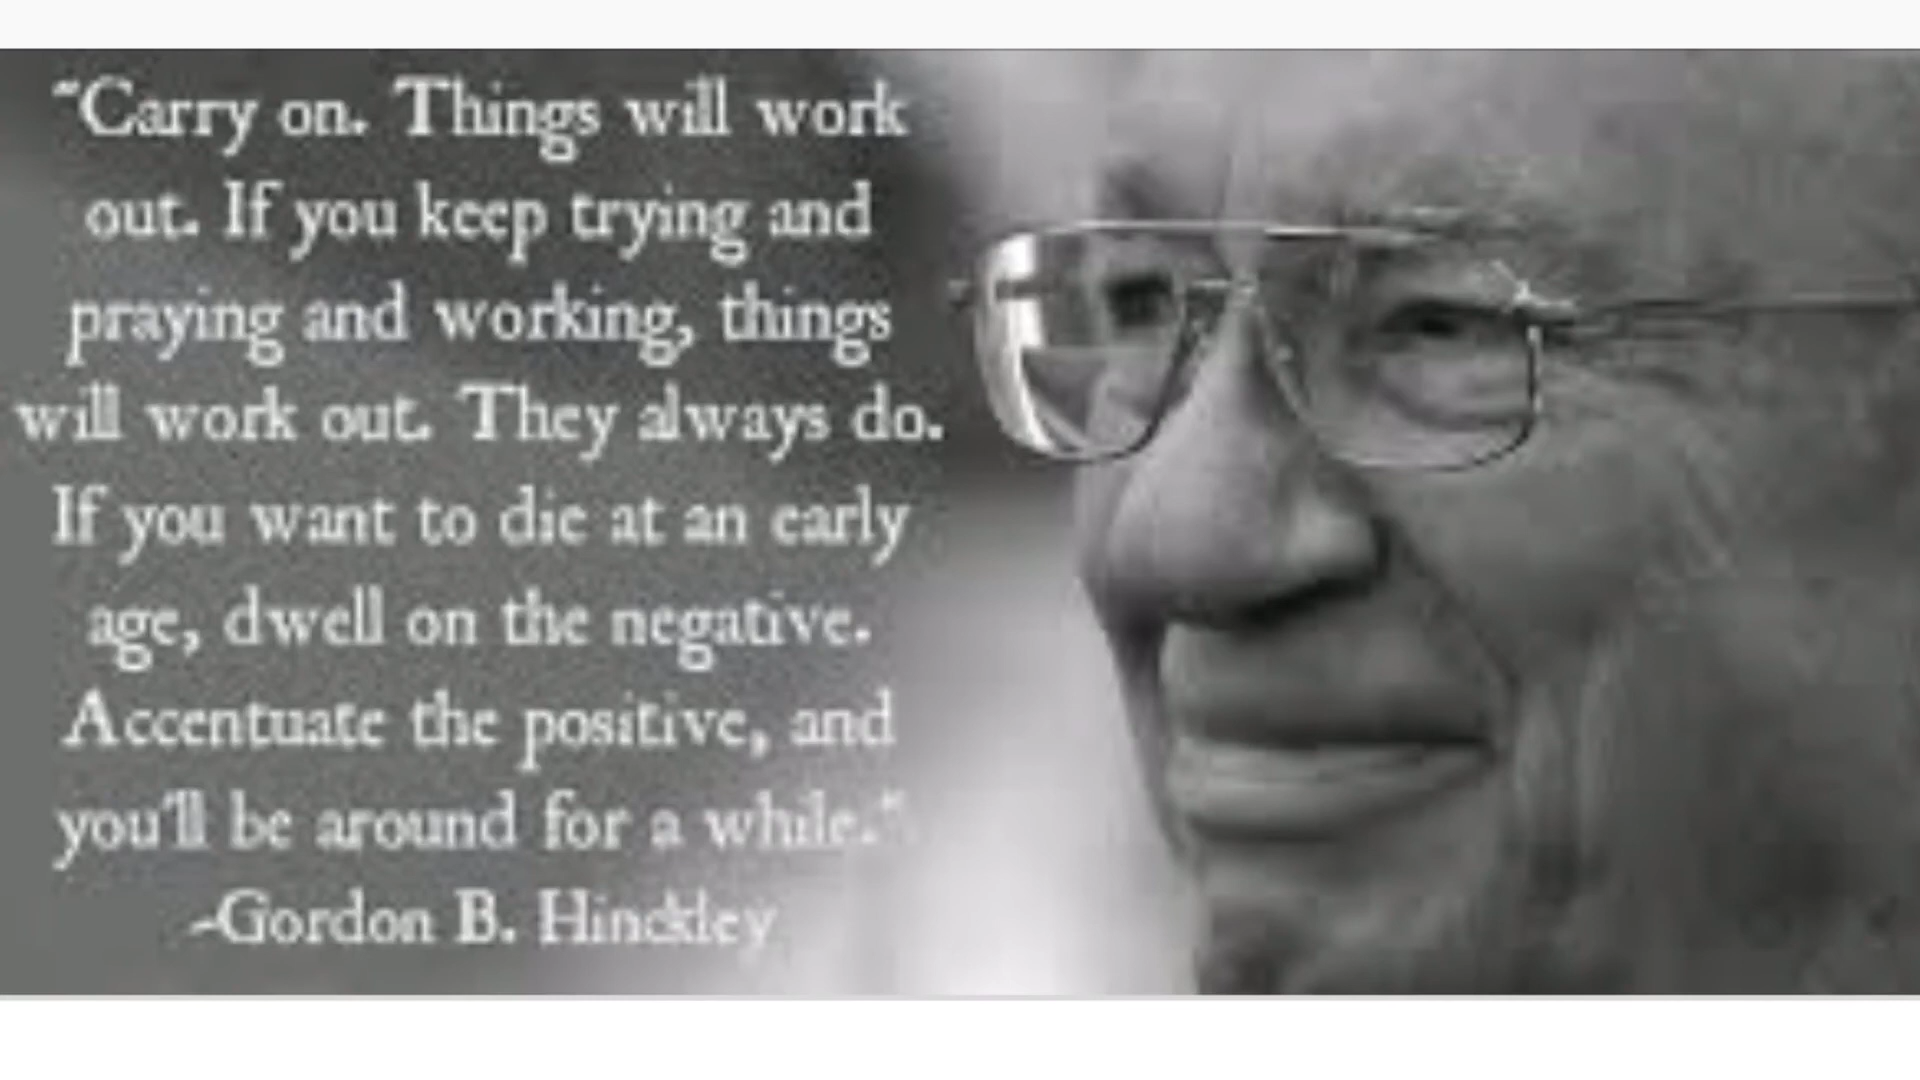 "Carry on. Things will work
out. If you keep trying and
praying and working, things
will work out. They always do.
If you want to die at an early
age, dwell on the negative.
Accentuate the positive, and
you'll be around for a while."
-Gordon B. Hinckley